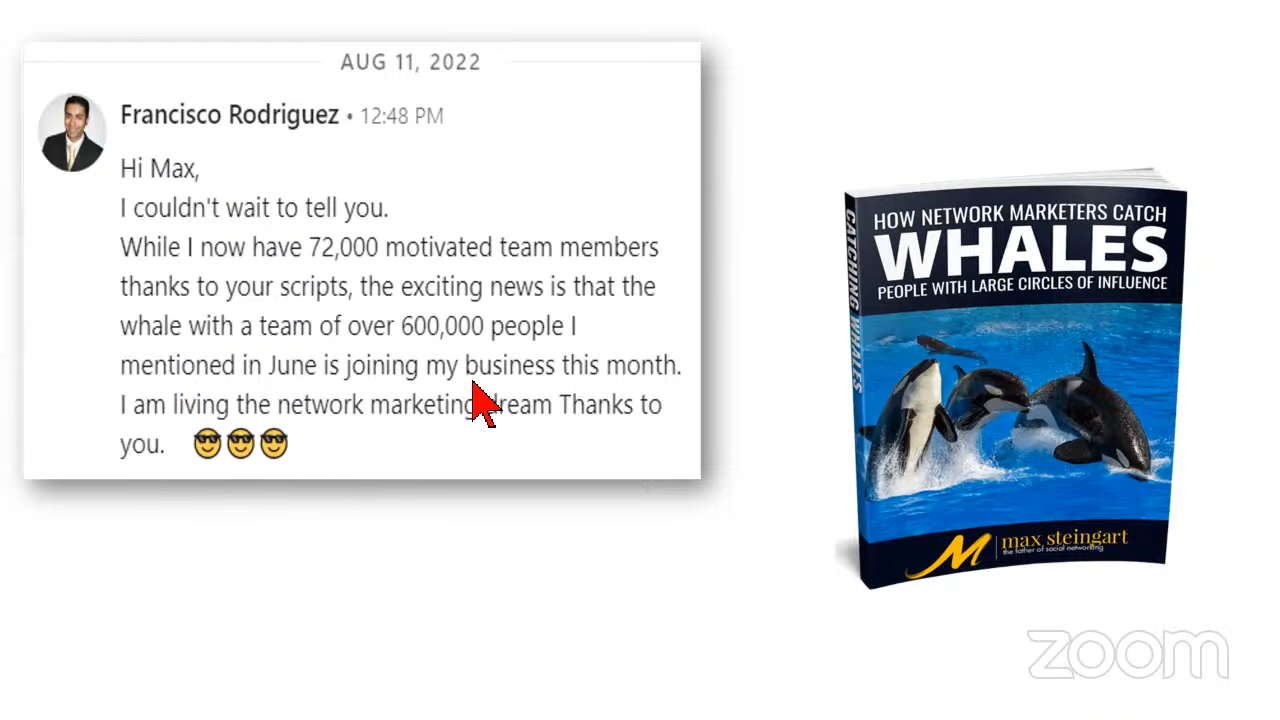 AUG 11, 2022
Francisco Rodriguez • 12:48 PM
Hi Max,
I couldn't wait to tell you.
While I now have 72,000 motivated team members
thanks to your scripts, the exciting news is that the
whale with a team of over 600,000 people I
mentioned in June is joining my business this month.
I am living the network marketing dream Thanks to
you. 😎😎😎
CATCHING WHALES
HOW NETWORK MARKETERS CATCH
WHALES
PEOPLE WITH LARGE CIRCLES OF INFLUENCE
M max steingart
the father of social networking
zoom